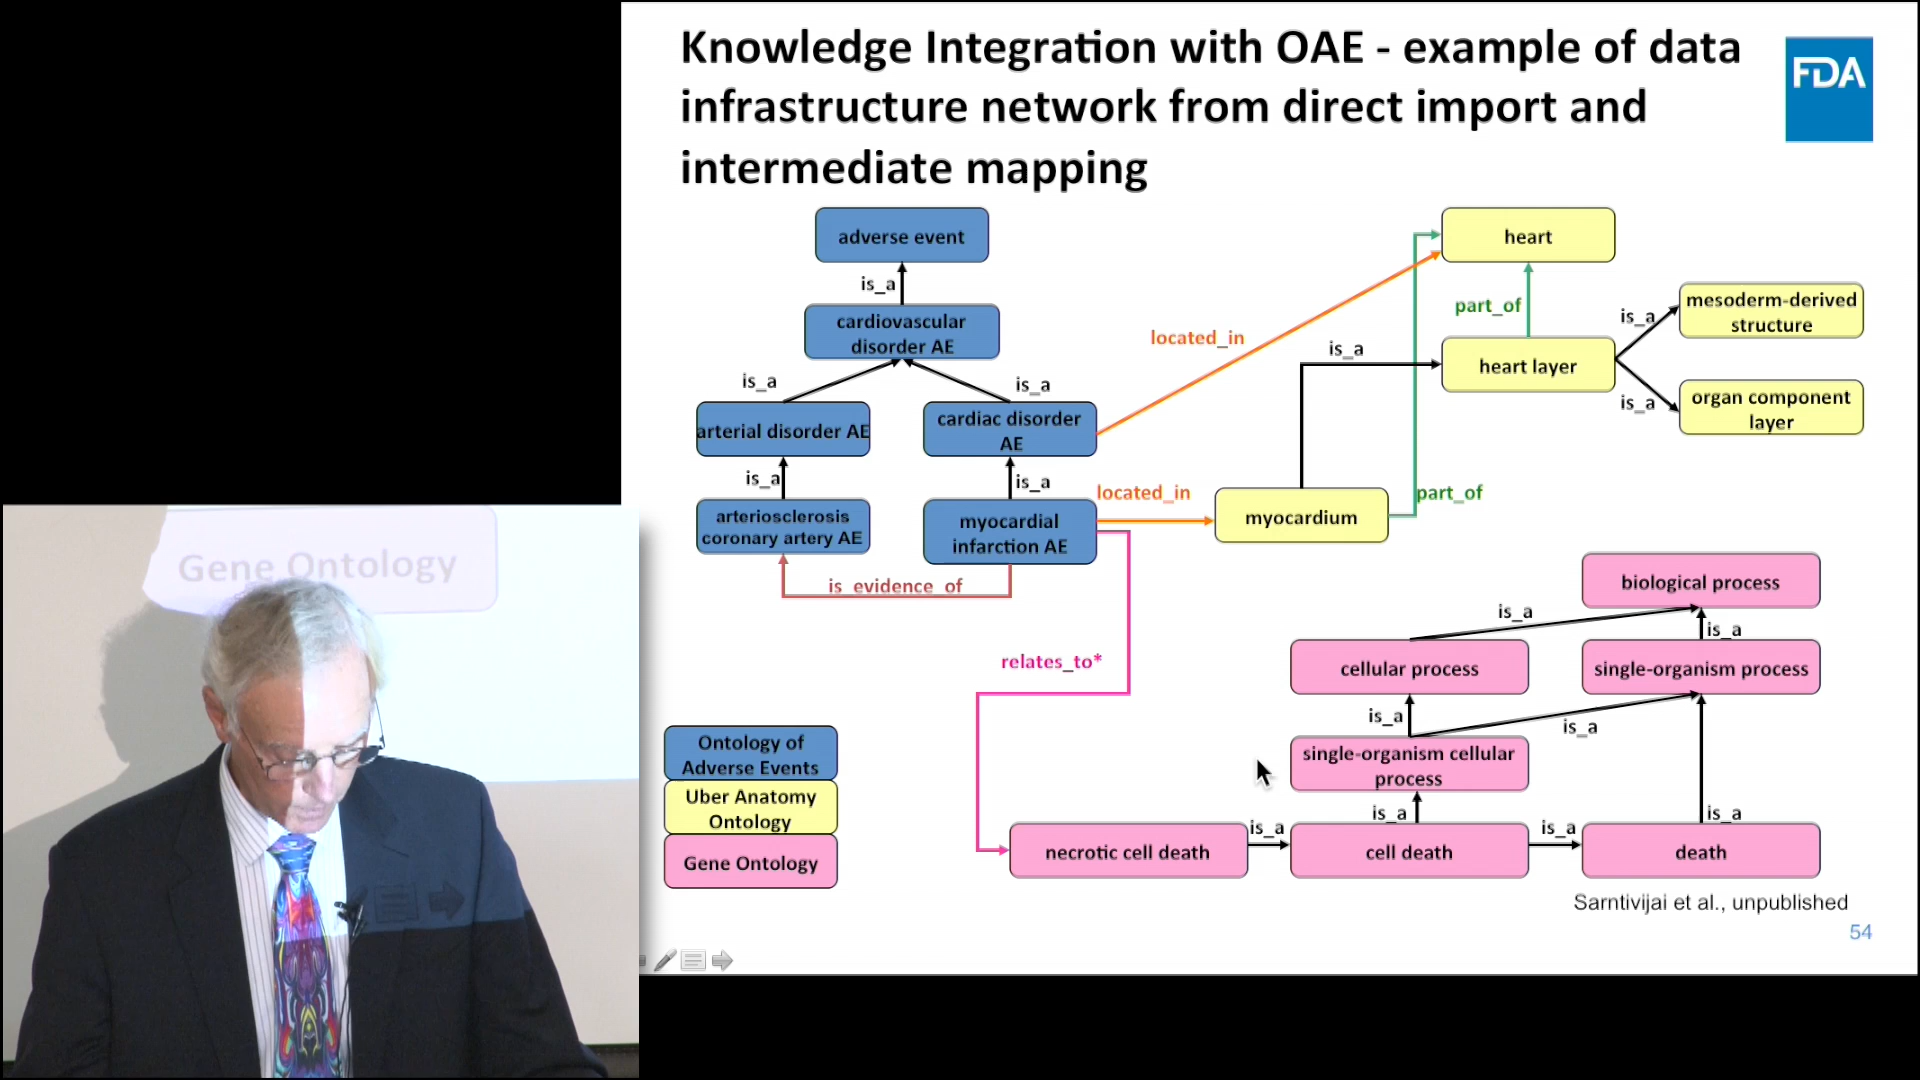 Knowledge Integration with OAE - example of data
infrastructure network from direct import and
intermediate mapping
FDA
adverse event
is_a
cardiovascular
disorder AE
is_a
is_a
arterial disorder AE
cardiac disorder
AE
is_a
is_a
arteriosclerosis
coronary artery AE
myocardial
infarction AE
is_evidence_of
located_in
located_in
heart
part_of
is_a
heart layer
is_a
mesoderm-derived
structure
is_a
organ component
layer
myocardium
part_of
relates_to*
biological process
is_a
is_a
cellular process
single-organism process
is_a
is_a
single-organism cellular
process
is_a
is_a
necrotic cell death
is_a
cell death
is_a
death
Ontology of
Adverse Events
Uber Anatomy
Ontology
Gene Ontology
Sarntivijai et al., unpublished
54
Gene Ontology